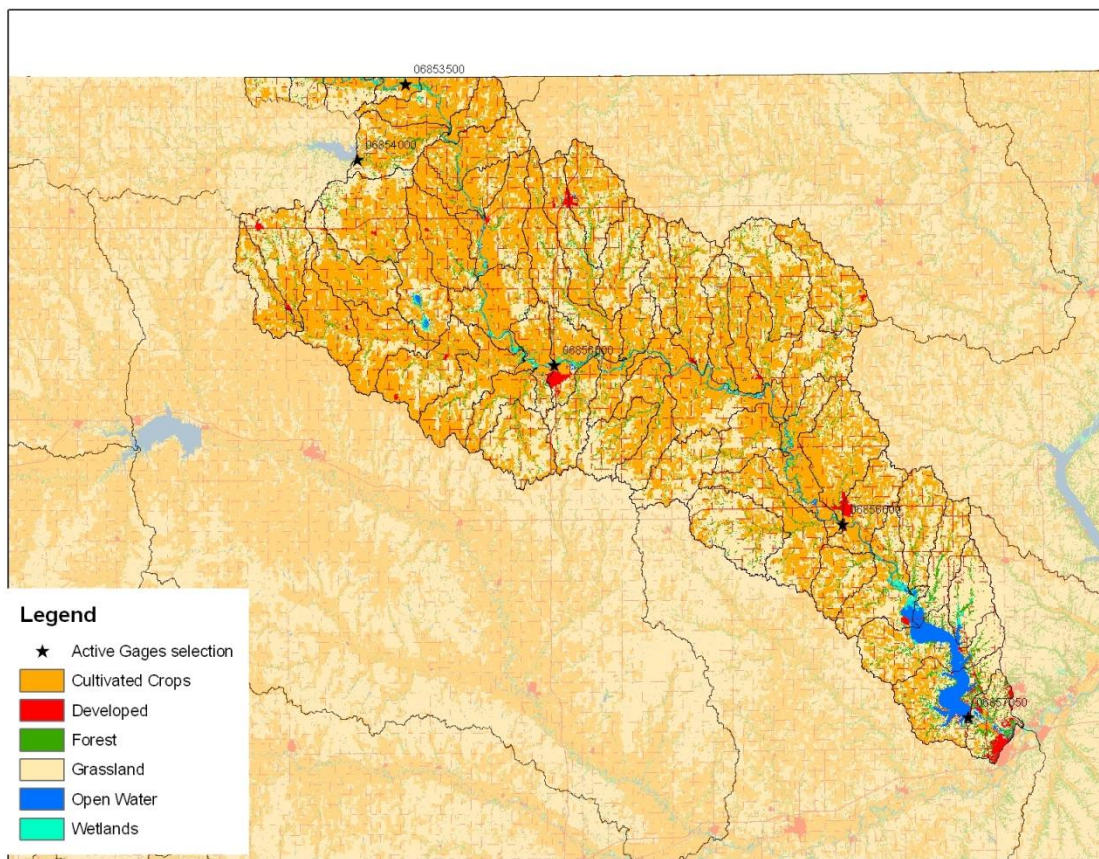 06853500
06854000
06856000
06856600
06857050
Legend
Active Gages selection
Cultivated Crops
Developed
Forest
Grassland
Open Water
Wetlands